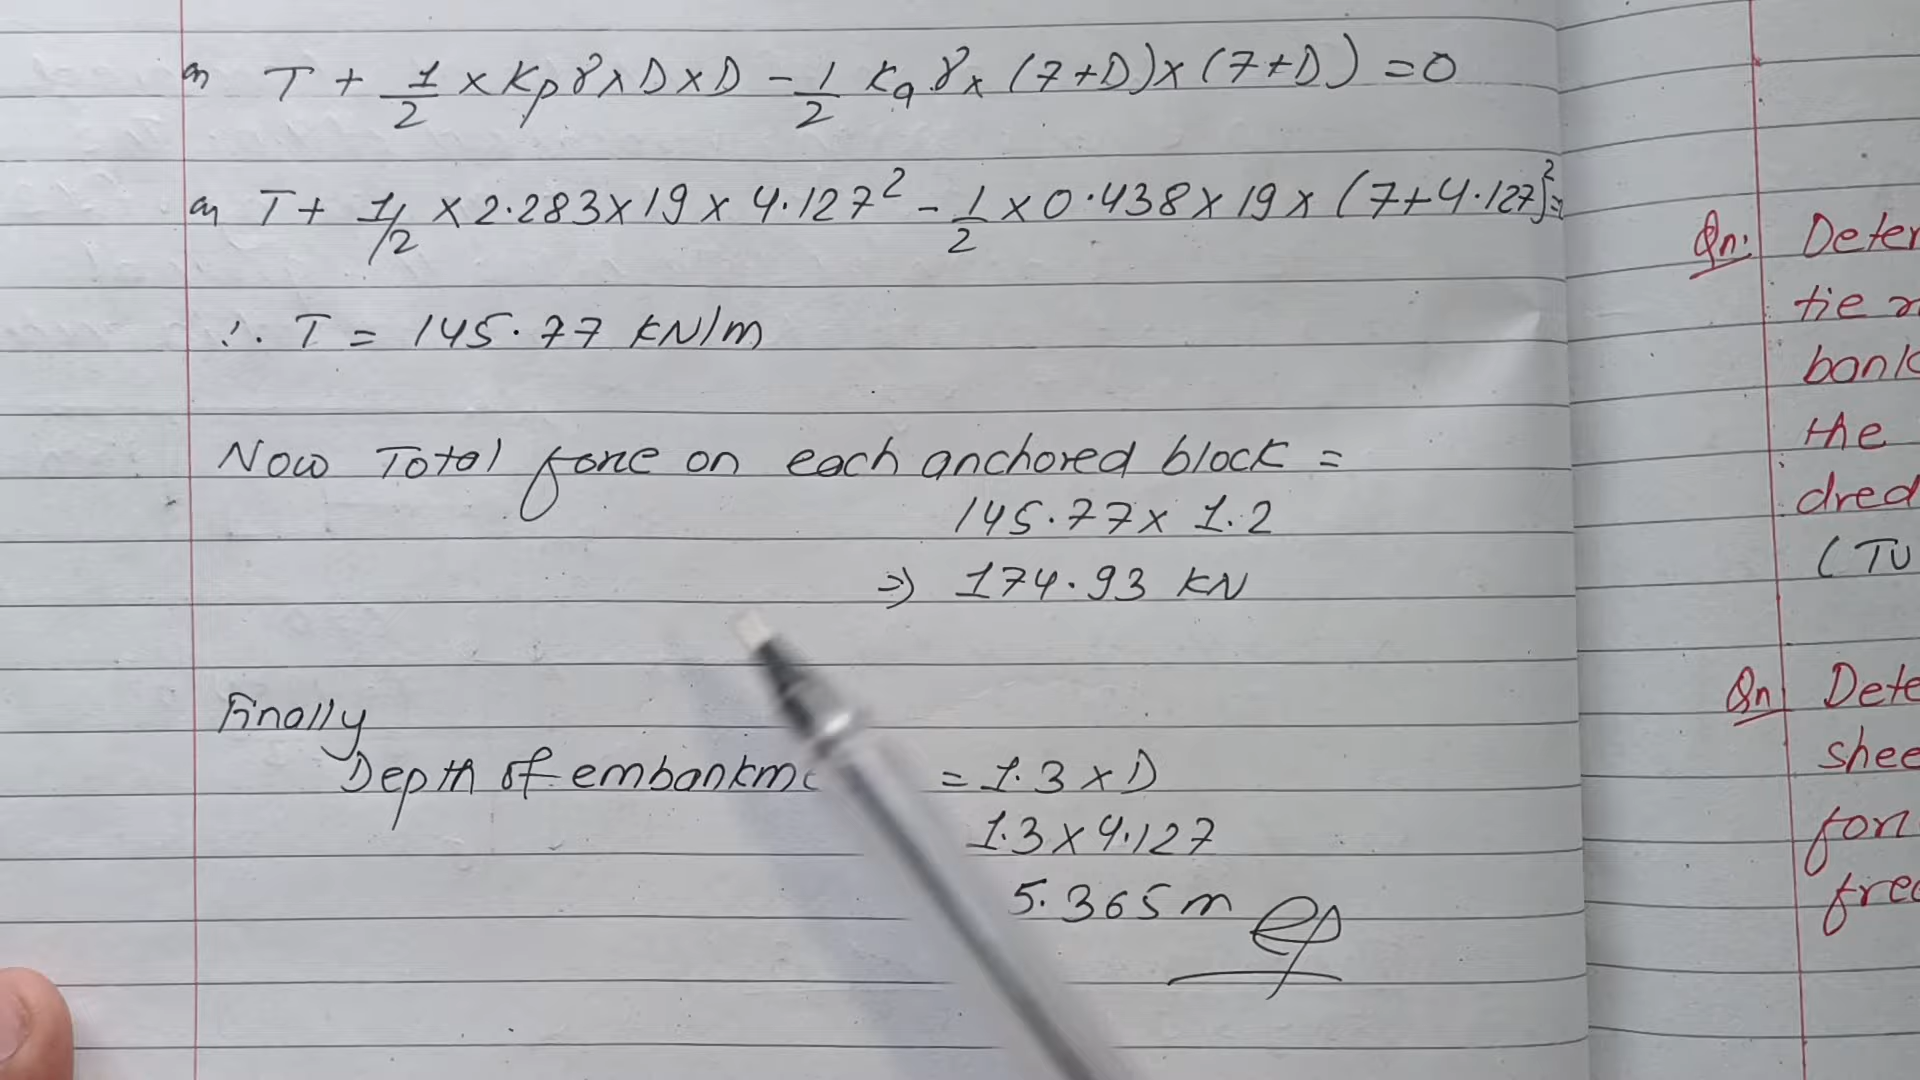 or T + 1/2 × Kp γ × D × D - 1/2 Ka γ × (7+D) × (7+D) = 0
or T + 1/2 × 2.283 × 19 × 4.127² - 1/2 × 0.438 × 19 × (7+4.127)² =
∴ T = 145.77 KN/m
Now Total force on each anchored block =
145.77 × 1.2
⇒ 174.93 KN
Finally
Depth of embankm = 1.3 × D
1.3 × 4.127
5.365 m
Qn: Deter
tie r
bank
the
dred
(TU
Qn Dete
shee
for
free